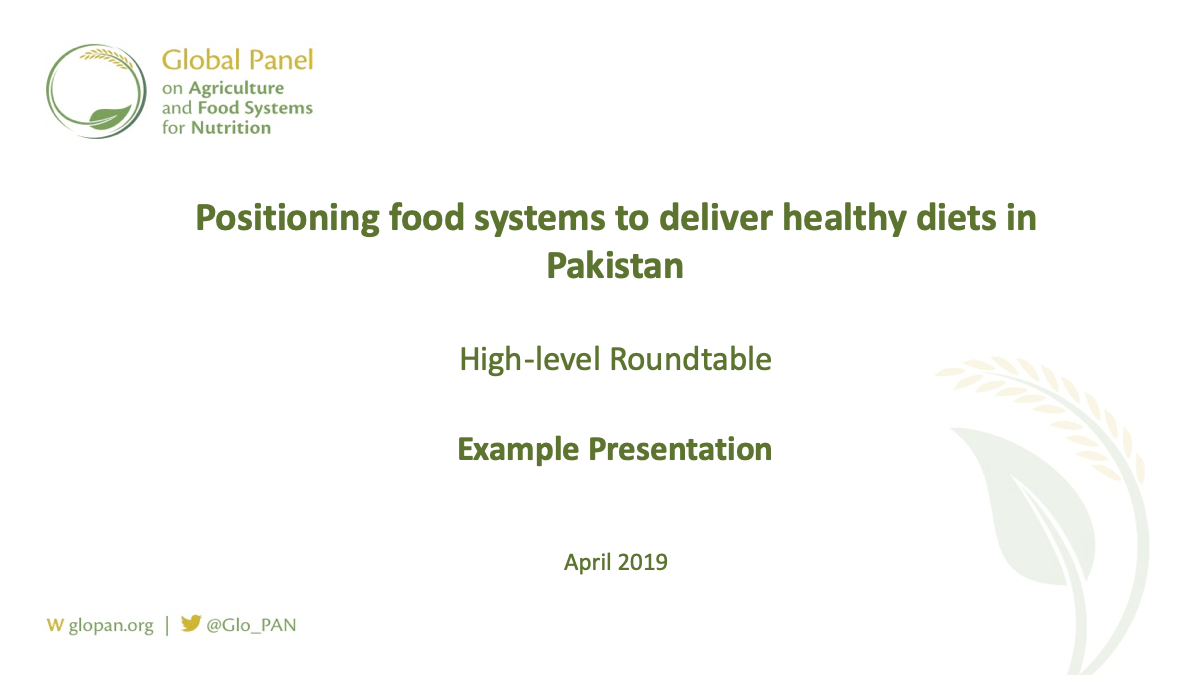 Global Panel
on Agriculture
and Food Systems
for Nutrition
Positioning food systems to deliver healthy diets in
Pakistan
High-level Roundtable
Example Presentation
April 2019
W glopan.org | @Glo_PAN